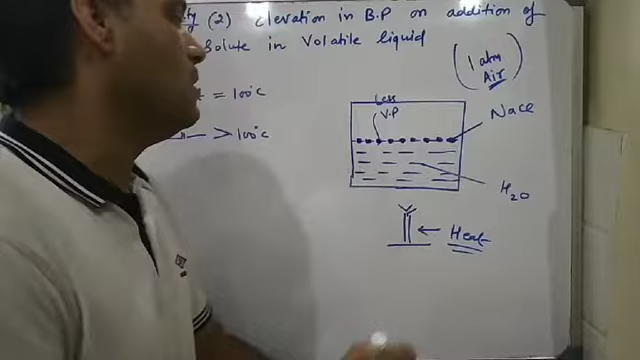 (2) elevation in B.P on addition of
Solute in Volatile liquid
(1 atm
Air)
= 100°C
> 100°C
Less
V.P
NaCl
H2O
← Heat